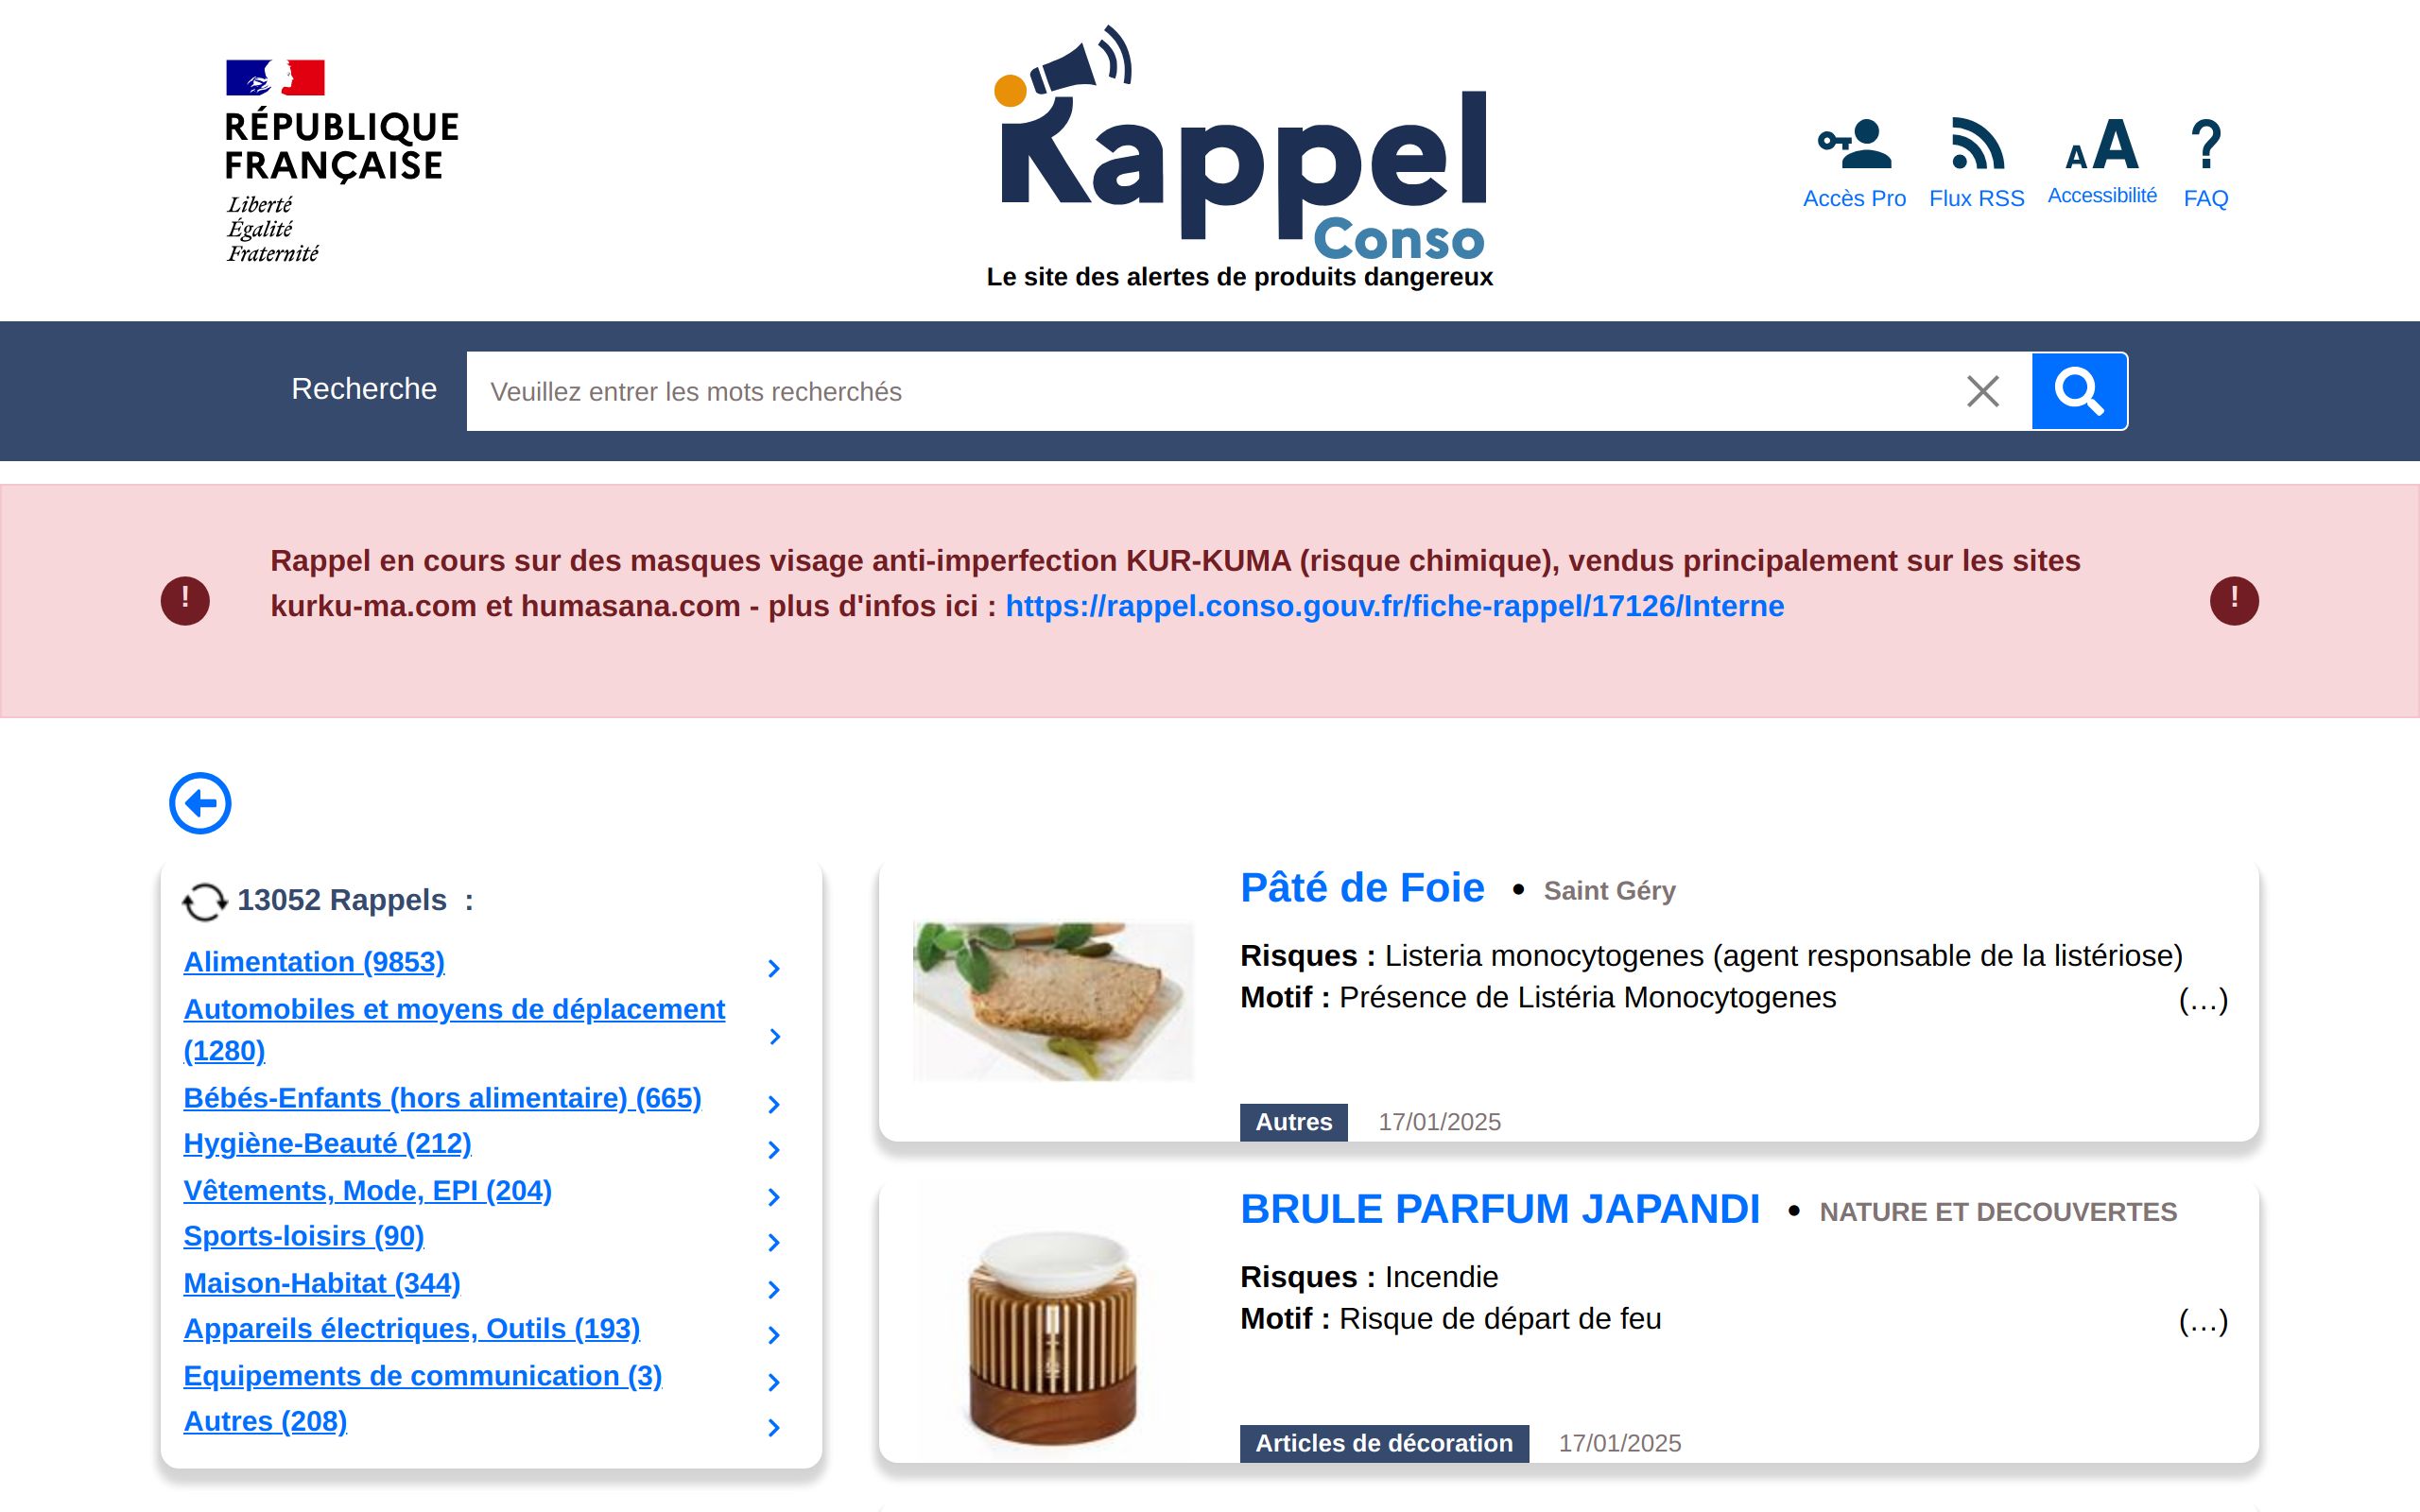 RÉPUBLIQUE
FRANÇAISE
Liberté
Égalité
Fraternité
Rappel
Conso
Le site des alertes de produits dangereux
Accès Pro
Flux RSS
AA
Accessibilité
?
FAQ
Recherche
Veuillez entrer les mots recherchés
Rappel en cours sur des masques visage anti-imperfection KUR-KUMA (risque chimique), vendus principalement sur les sites
kurku-ma.com et humasana.com - plus d'infos ici : https://rappel.conso.gouv.fr/fiche-rappel/17126/Interne
!
!
13052 Rappels :
Alimentation (9853)
Automobiles et moyens de déplacement
(1280)
Bébés-Enfants (hors alimentaire) (665)
Hygiène-Beauté (212)
Vêtements, Mode, EPI (204)
Sports-loisirs (90)
Maison-Habitat (344)
Appareils électriques, Outils (193)
Equipements de communication (3)
Autres (208)
Pâté de Foie • Saint Géry
Risques : Listeria monocytogenes (agent responsable de la listériose)
Motif : Présence de Listéria Monocytogenes (...)
Autres 17/01/2025
BRULE PARFUM JAPANDI • NATURE ET DECOUVERTES
Risques : Incendie
Motif : Risque de départ de feu (...)
Articles de décoration 17/01/2025